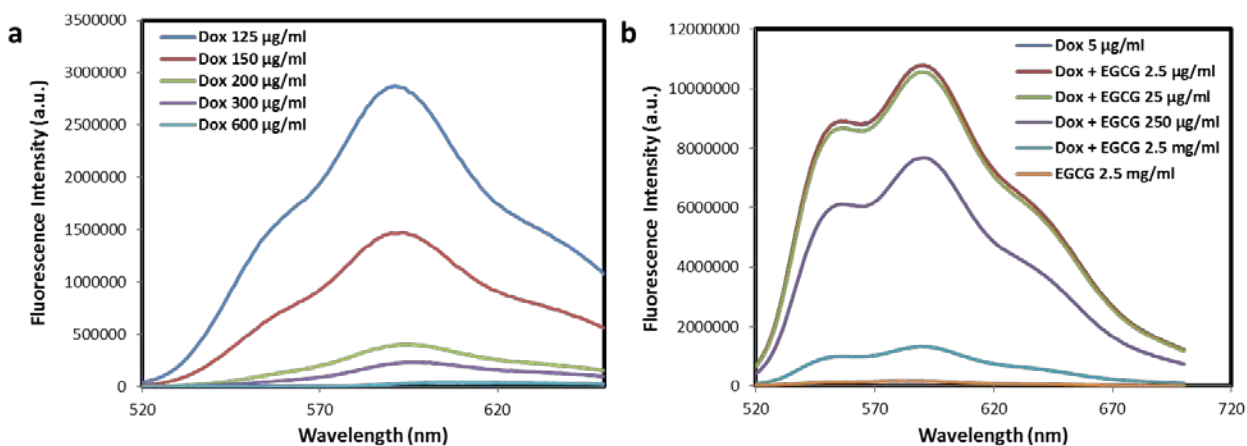 a
3500000
3000000
2500000
2000000
1500000
1000000
500000
0
520
570
620
Fluorescence Intensity (a.u.)
Wavelength (nm)
Dox 125 µg/ml
Dox 150 µg/ml
Dox 200 µg/ml
Dox 300 µg/ml
Dox 600 µg/ml
b
12000000
10000000
8000000
6000000
4000000
2000000
0
520
570
620
670
720
Fluorescence Intensity (a.u.)
Wavelength (nm)
Dox 5 µg/ml
Dox + EGCG 2.5 µg/ml
Dox + EGCG 25 µg/ml
Dox + EGCG 250 µg/ml
Dox + EGCG 2.5 mg/ml
EGCG 2.5 mg/ml